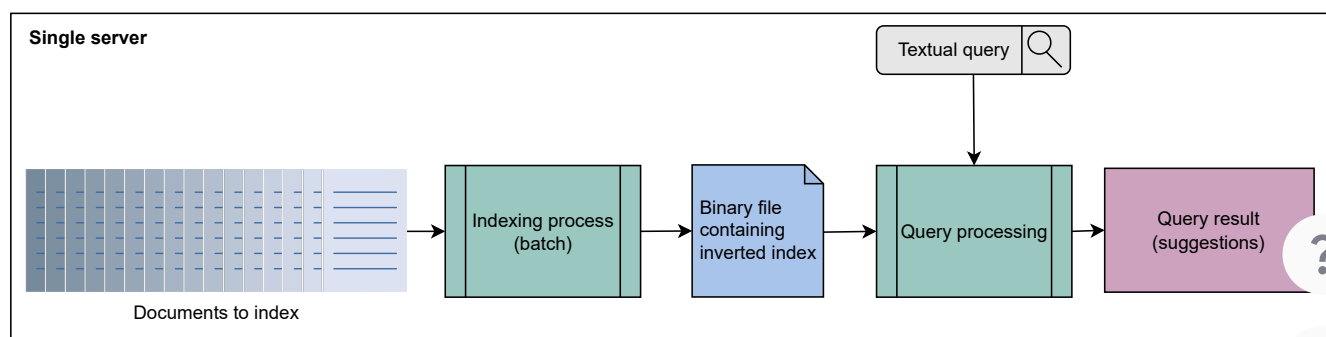 Single server
Textual query
Indexing process
(batch)
Binary file
containing
inverted index
Query processing
Query result
(suggestions)
?
Documents to index